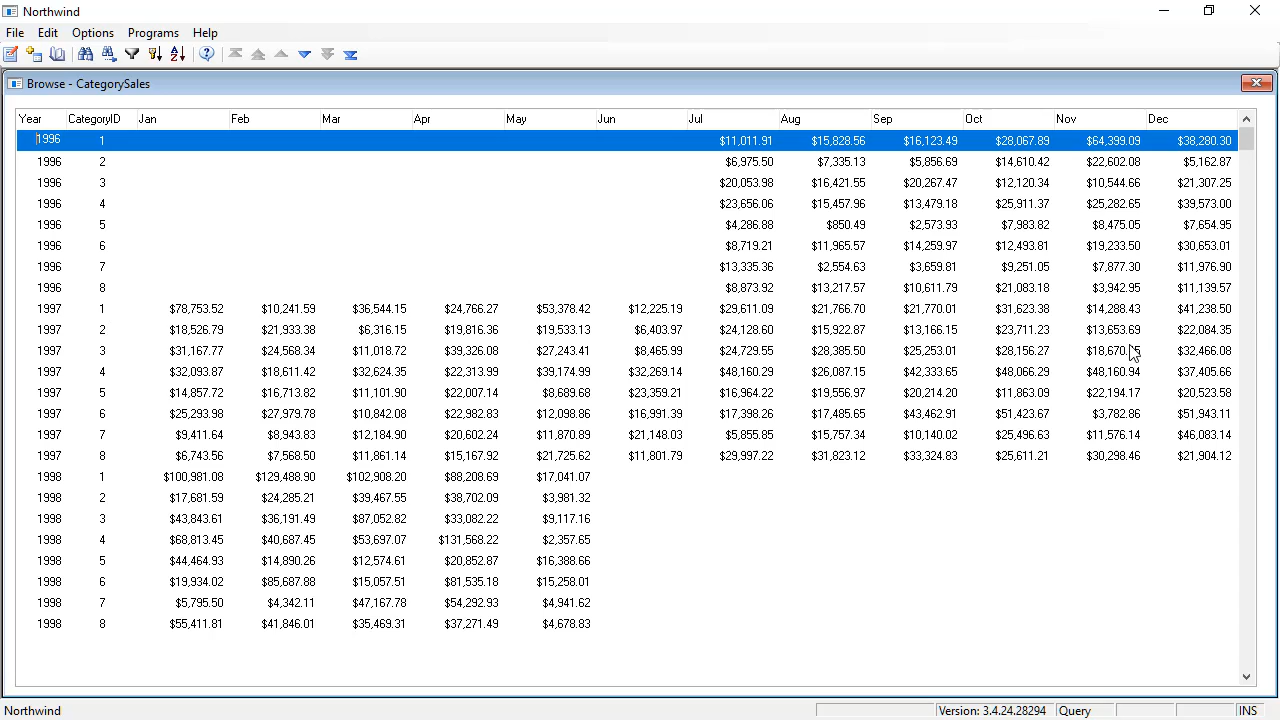 Northwind
File Edit Options Programs Help
Browse - CategorySales
Year CategoryID Jan Feb Mar Apr May Jun Jul Aug Sep Oct Nov Dec
1996 1 $11,011.91 $15,828.56 $16,123.49 $28,067.89 $64,399.09 $38,280.30
1996 2 $6,975.50 $7,335.13 $5,856.69 $14,610.42 $22,602.08 $5,162.87
1996 3 $20,053.98 $16,421.55 $20,267.47 $12,120.34 $10,544.66 $21,307.25
1996 4 $23,656.06 $15,457.96 $13,479.18 $25,911.37 $25,282.65 $39,573.00
1996 5 $4,286.88 $850.49 $2,573.93 $7,983.82 $8,475.05 $7,654.95
1996 6 $8,719.21 $11,965.57 $14,259.97 $12,493.81 $19,233.50 $30,653.01
1996 7 $13,335.36 $2,554.63 $3,659.81 $9,251.05 $7,877.30 $11,976.90
1996 8 $8,873.92 $13,217.57 $10,611.79 $21,083.18 $3,942.95 $11,139.57
1997 1 $78,753.52 $10,241.59 $36,544.15 $24,766.27 $53,378.42 $12,225.19 $29,611.09 $21,766.70 $21,770.01 $31,623.38 $14,288.43 $41,238.50
1997 2 $18,526.79 $21,933.38 $6,316.15 $19,816.36 $19,533.13 $6,403.97 $24,128.60 $15,922.87 $13,166.15 $23,711.23 $13,653.69 $22,084.35
1997 3 $31,167.77 $24,568.34 $11,018.72 $39,326.08 $27,243.41 $8,465.99 $24,729.55 $28,385.50 $25,253.01 $28,156.27 $32,466.08
1997 4 $32,093.87 $18,611.42 $32,624.35 $22,313.99 $39,174.99 $32,269.14 $48,160.29 $26,087.15 $42,333.65 $48,066.29 $48,160.94 $37,405.66
1997 5 $14,857.72 $16,713.82 $11,101.90 $22,007.14 $8,689.68 $23,359.21 $16,964.22 $19,556.97 $20,214.20 $11,863.09 $22,194.17 $20,523.58
1997 6 $25,293.98 $27,979.78 $10,842.08 $22,982.83 $12,098.86 $16,991.39 $17,398.26 $17,485.65 $43,462.91 $51,423.67 $3,782.86 $51,943.11
1997 7 $9,411.64 $8,943.83 $12,184.90 $20,602.24 $11,870.89 $21,148.03 $5,855.85 $15,757.34 $10,140.02 $25,496.63 $11,576.14 $46,083.14
1997 8 $6,743.56 $7,568.50 $11,861.14 $15,167.92 $21,725.62 $11,801.79 $29,997.22 $31,823.12 $33,324.83 $25,611.21 $30,298.46 $21,904.12
1998 1 $100,981.08 $129,488.90 $102,908.20 $88,208.69 $17,041.07
1998 2 $17,681.59 $24,285.21 $39,467.55 $38,702.09 $3,981.32
1998 3 $43,843.61 $36,191.49 $87,052.82 $33,082.22 $9,117.16
1998 4 $68,813.45 $40,687.45 $53,697.07 $131,568.22 $2,357.65
1998 5 $44,464.93 $14,890.26 $12,574.61 $20,852.87 $16,388.66
1998 6 $19,934.02 $85,687.88 $15,057.51 $81,535.18 $15,258.01
1998 7 $5,795.50 $4,342.11 $47,167.78 $54,292.93 $4,941.62
1998 8 $55,411.81 $41,846.01 $35,469.31 $37,271.49 $4,678.83
Northwind Version: 3.4.24.28294 Query INS